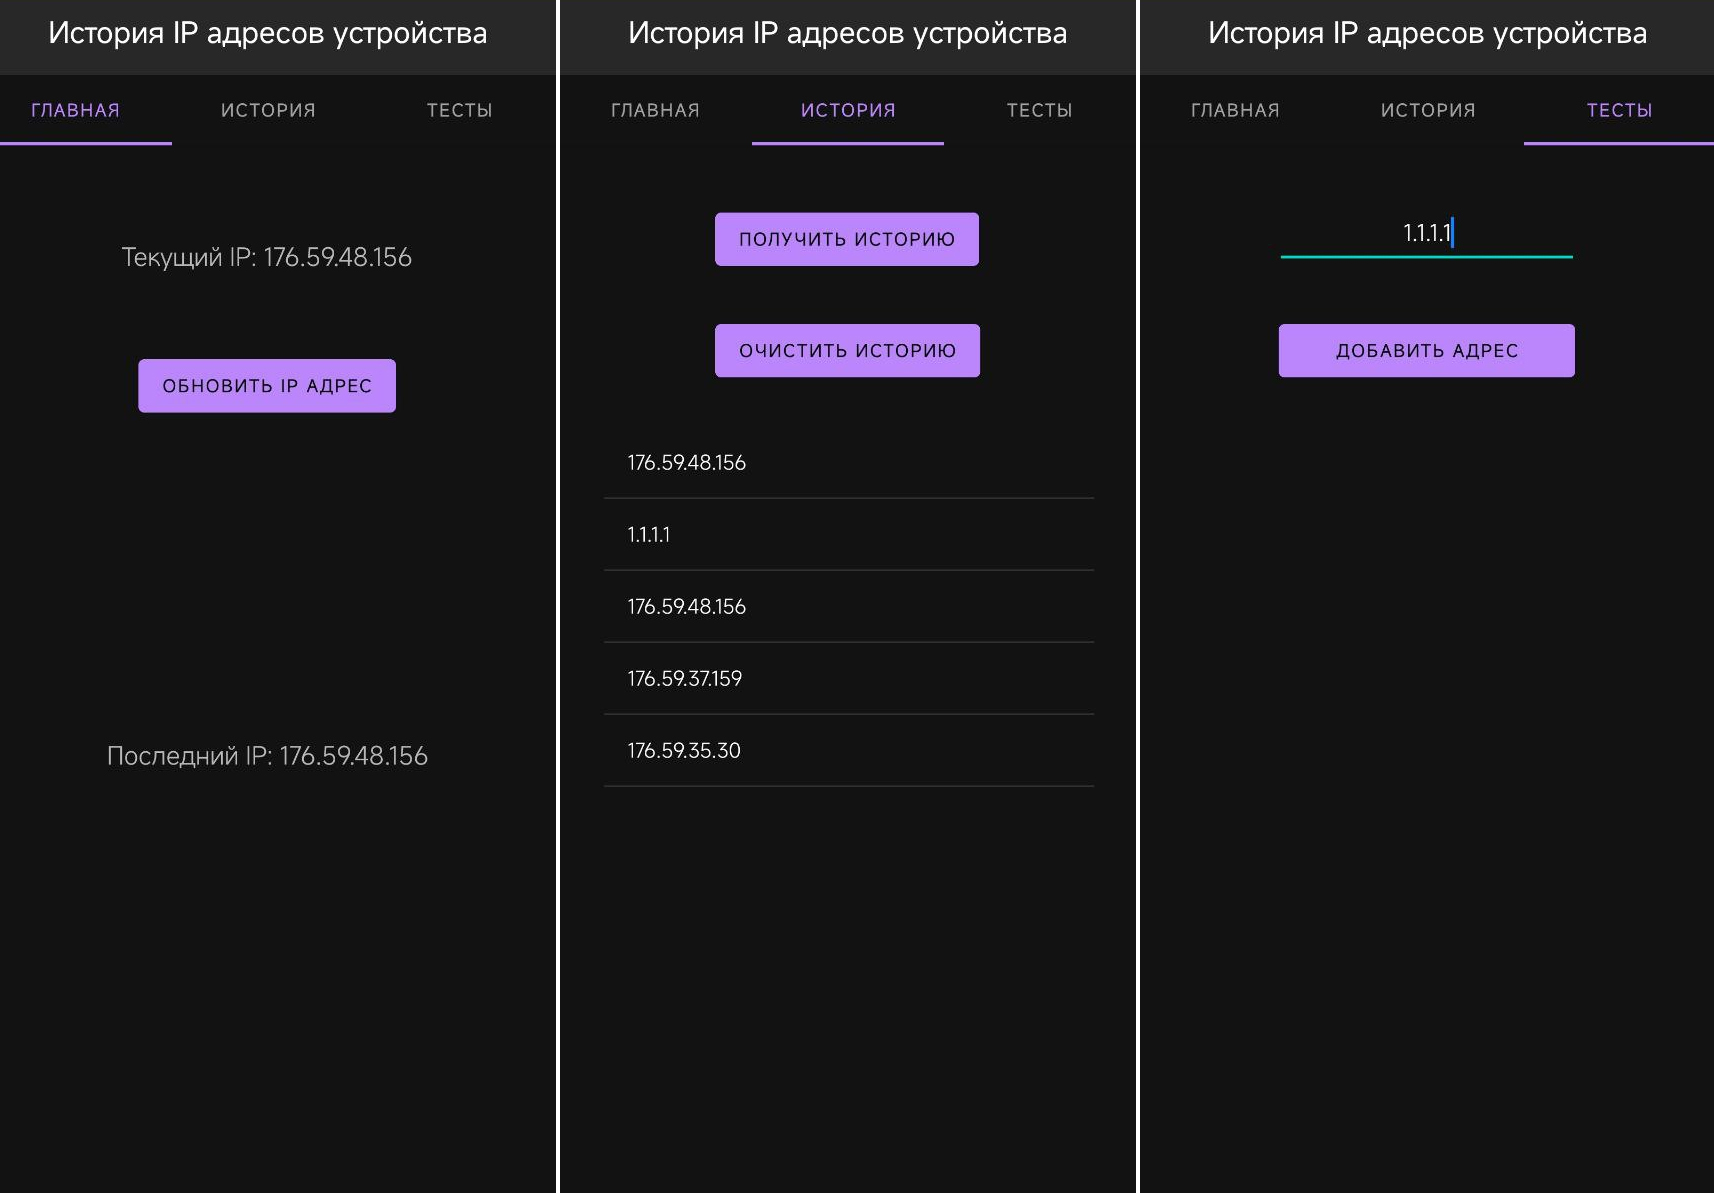 История IP адресов устройства
ГЛАВНАЯ ИСТОРИЯ ТЕСТЫ
Текущий IP: 176.59.48.156
ОБНОВИТЬ IP АДРЕС
Последний IP: 176.59.48.156
История IP адресов устройства
ГЛАВНАЯ ИСТОРИЯ ТЕСТЫ
ПОЛУЧИТЬ ИСТОРИЮ
ОЧИСТИТЬ ИСТОРИЮ
176.59.48.156
1.1.1.1
176.59.48.156
176.59.37.159
176.59.35.30
История IP адресов устройства
ГЛАВНАЯ ИСТОРИЯ ТЕСТЫ
1.1.1.1
ДОБАВИТЬ АДРЕС